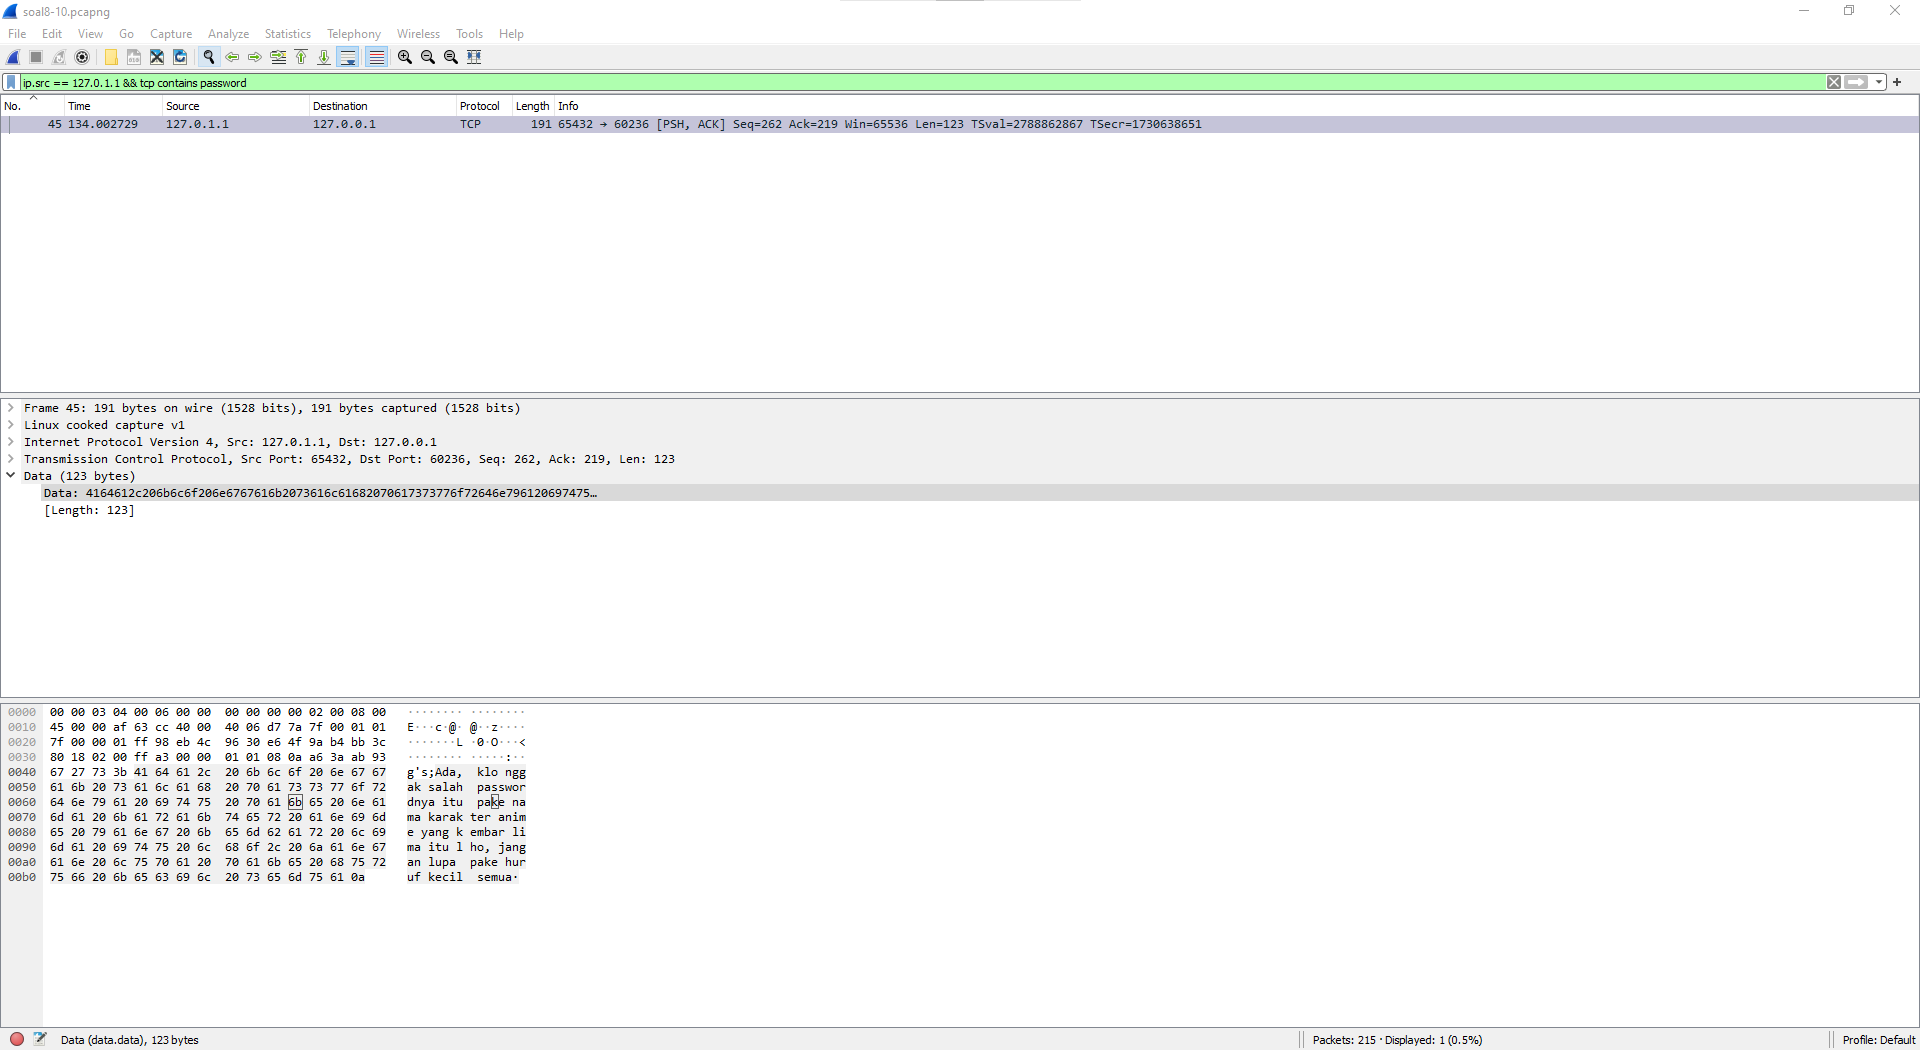 soal8-10.pcapng
File Edit View Go Capture Analyze Statistics Telephony Wireless Tools Help
ip.src == 127.0.1.1 && tcp contains password
No. Time Source Destination Protocol Length Info
45 134.002729 127.0.1.1 127.0.0.1 TCP 191 65432 → 60236 [PSH, ACK] Seq=262 Ack=219 Win=65536 Len=123 TSval=2788862867 TSecr=1730638651
Frame 45: 191 bytes on wire (1528 bits), 191 bytes captured (1528 bits)
Linux cooked capture v1
Internet Protocol Version 4, Src: 127.0.1.1, Dst: 127.0.0.1
Transmission Control Protocol, Src Port: 65432, Dst Port: 60236, Seq: 262, Ack: 219, Len: 123
Data (123 bytes)
Data: 4164612c206b6c6f206e6767616b2073616c61682070617373776f72646e796120697475…
[Length: 123]
0000 00 00 03 04 00 06 00 00 00 00 00 00 02 00 08 00 ········ ········
0010 45 00 00 af 63 cc 40 00 40 06 d7 7a 7f 00 01 01 E···c·@· @··z····
0020 7f 00 00 01 ff 98 eb 4c 96 30 e6 4f 9a b4 bb 3c ·······L ·0·O···<
0030 80 18 02 00 ff a3 00 00 01 01 08 0a a6 3a ab 93 ········ ·····:··
0040 67 27 73 3b 41 64 61 2c 20 6b 6c 6f 20 6e 67 67 g's;Ada, klo ngg
0050 61 6b 20 73 61 6c 61 68 20 70 61 73 73 77 6f 72 ak salah passwor
0060 64 6e 79 61 20 69 74 75 20 70 61 6b 65 20 6e 61 dnya itu pake na
0070 6d 61 20 6b 61 72 61 6b 74 65 72 20 61 6e 69 6d ma karak ter anim
0080 65 20 79 61 6e 67 20 6b 65 6d 62 61 72 20 6c 69 e yang k embar li
0090 6d 61 20 69 74 75 20 6c 68 6f 2c 20 6a 61 6e 67 ma itu l ho, jang
00a0 61 6e 20 6c 75 70 61 20 70 61 6b 65 20 68 75 72 an lupa pake hur
00b0 75 66 20 6b 65 63 69 6c 20 73 65 6d 75 61 0a uf kecil semua·
Data (data.data), 123 bytes
Packets: 215 · Displayed: 1 (0.5%)
Profile: Default